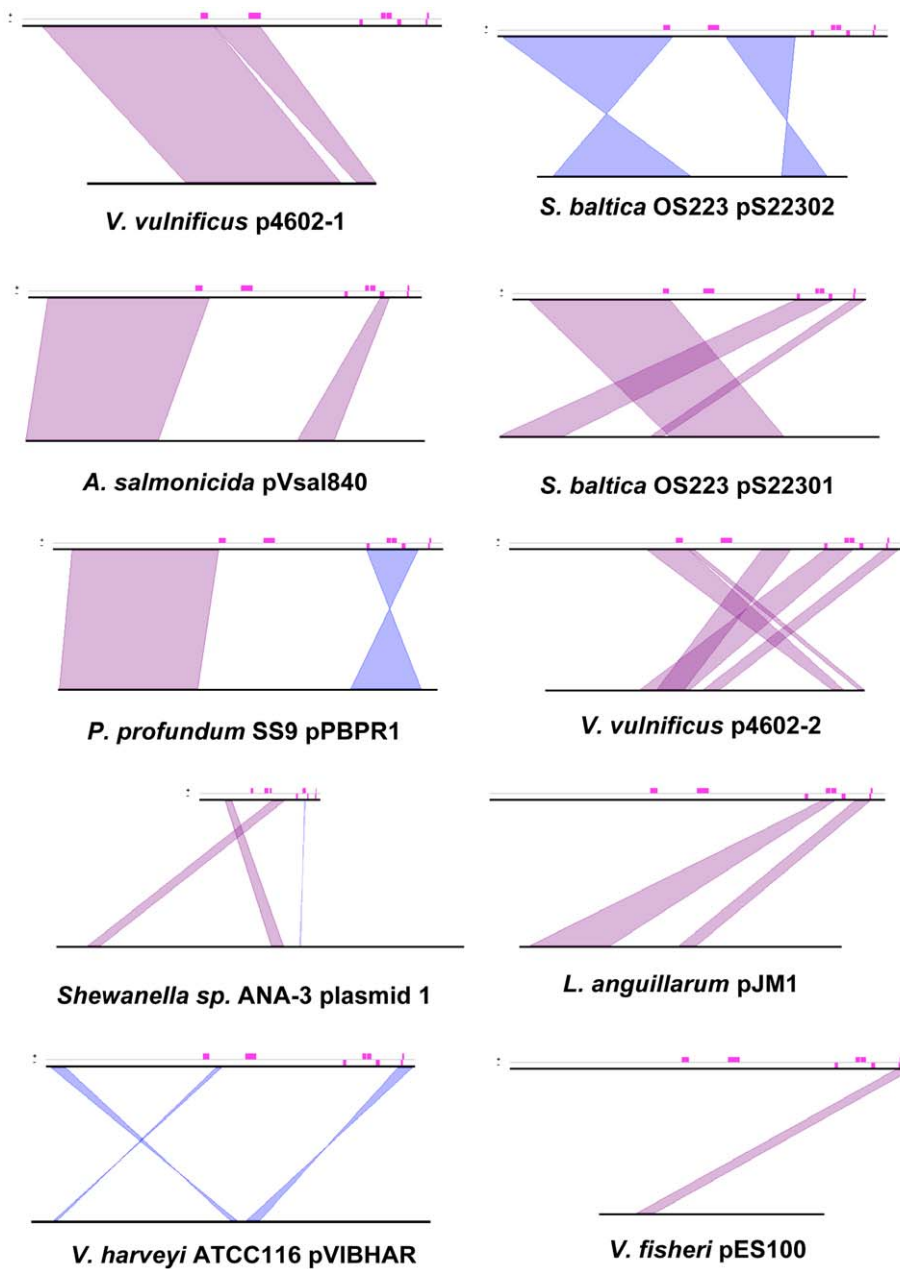 V. vulnificus p4602-1
S. baltica OS223 pS22302
A. salmonicida pVsal840
S. baltica OS223 pS22301
P. profundum SS9 pPBPR1
V. vulnificus p4602-2
Shewanella sp. ANA-3 plasmid 1
L. anguillarum pJM1
V. harveyi ATCC116 pVIBHAR
V. fisheri pES100